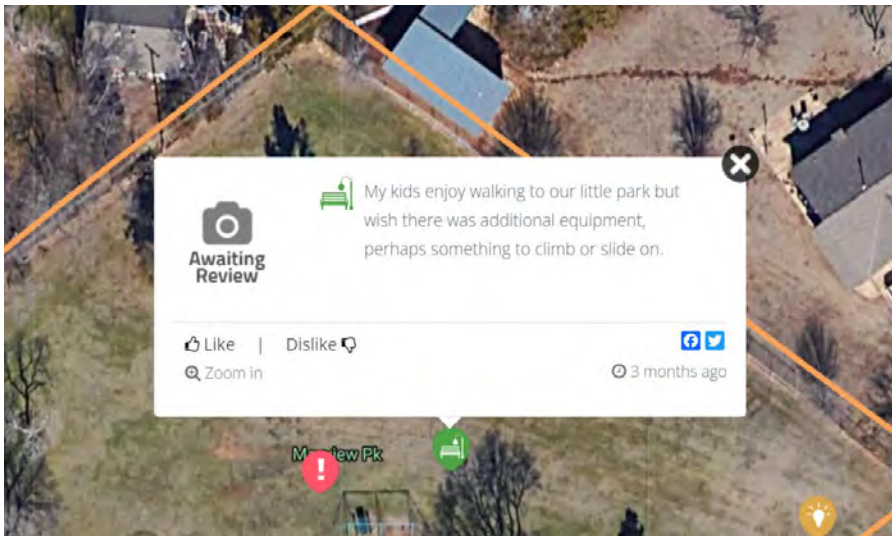 My kids enjoy walking to our little park but
wish there was additional equipment,
perhaps something to climb or slide on.
Awaiting
Review
Like | Dislike
Zoom in
3 months ago
Pk